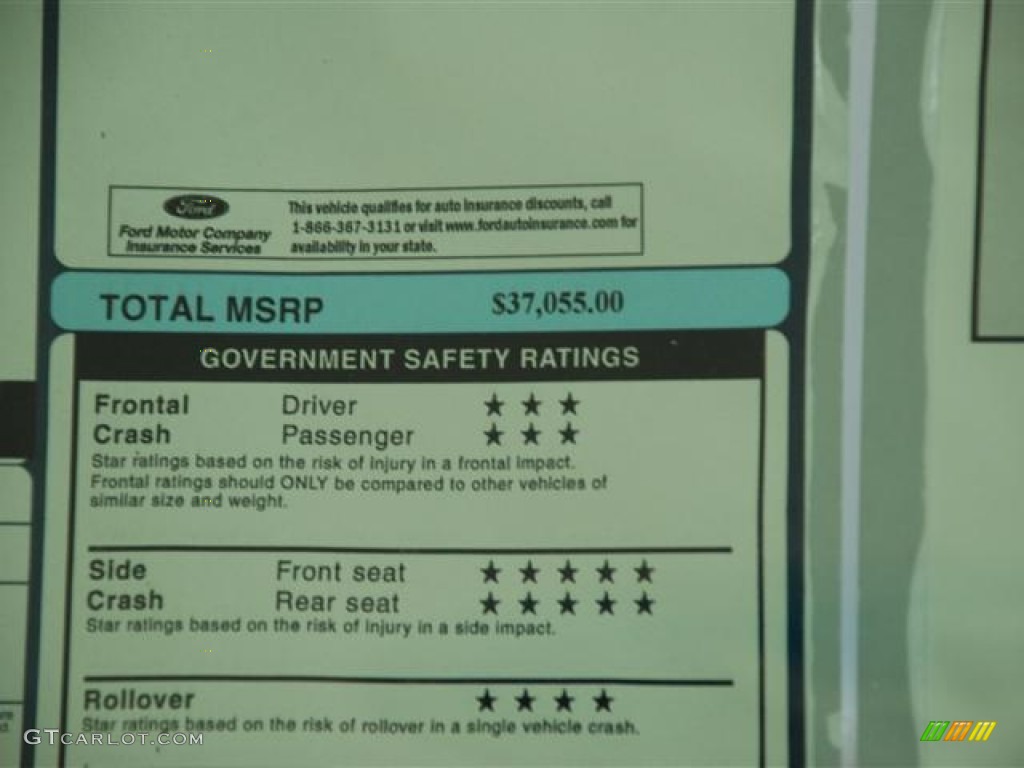 Ford
Ford Motor Company
Insurance Services
This vehicle qualifies for auto insurance discounts, call
1-866-367-3131 or visit www.fordautoinsurance.com for
availability in your state.
TOTAL MSRP $37,055.00
GOVERNMENT SAFETY RATINGS
Frontal Driver ★ ★ ★
Crash Passenger ★ ★ ★
Star ratings based on the risk of injury in a frontal impact.
Frontal ratings should ONLY be compared to other vehicles of
similar size and weight.
Side Front seat ★ ★ ★ ★ ★
Crash Rear seat ★ ★ ★ ★ ★
Star ratings based on the risk of injury in a side impact.
Rollover ★ ★ ★ ★
Star ratings based on the risk of rollover in a single vehicle crash.
GTCARLOT.COM